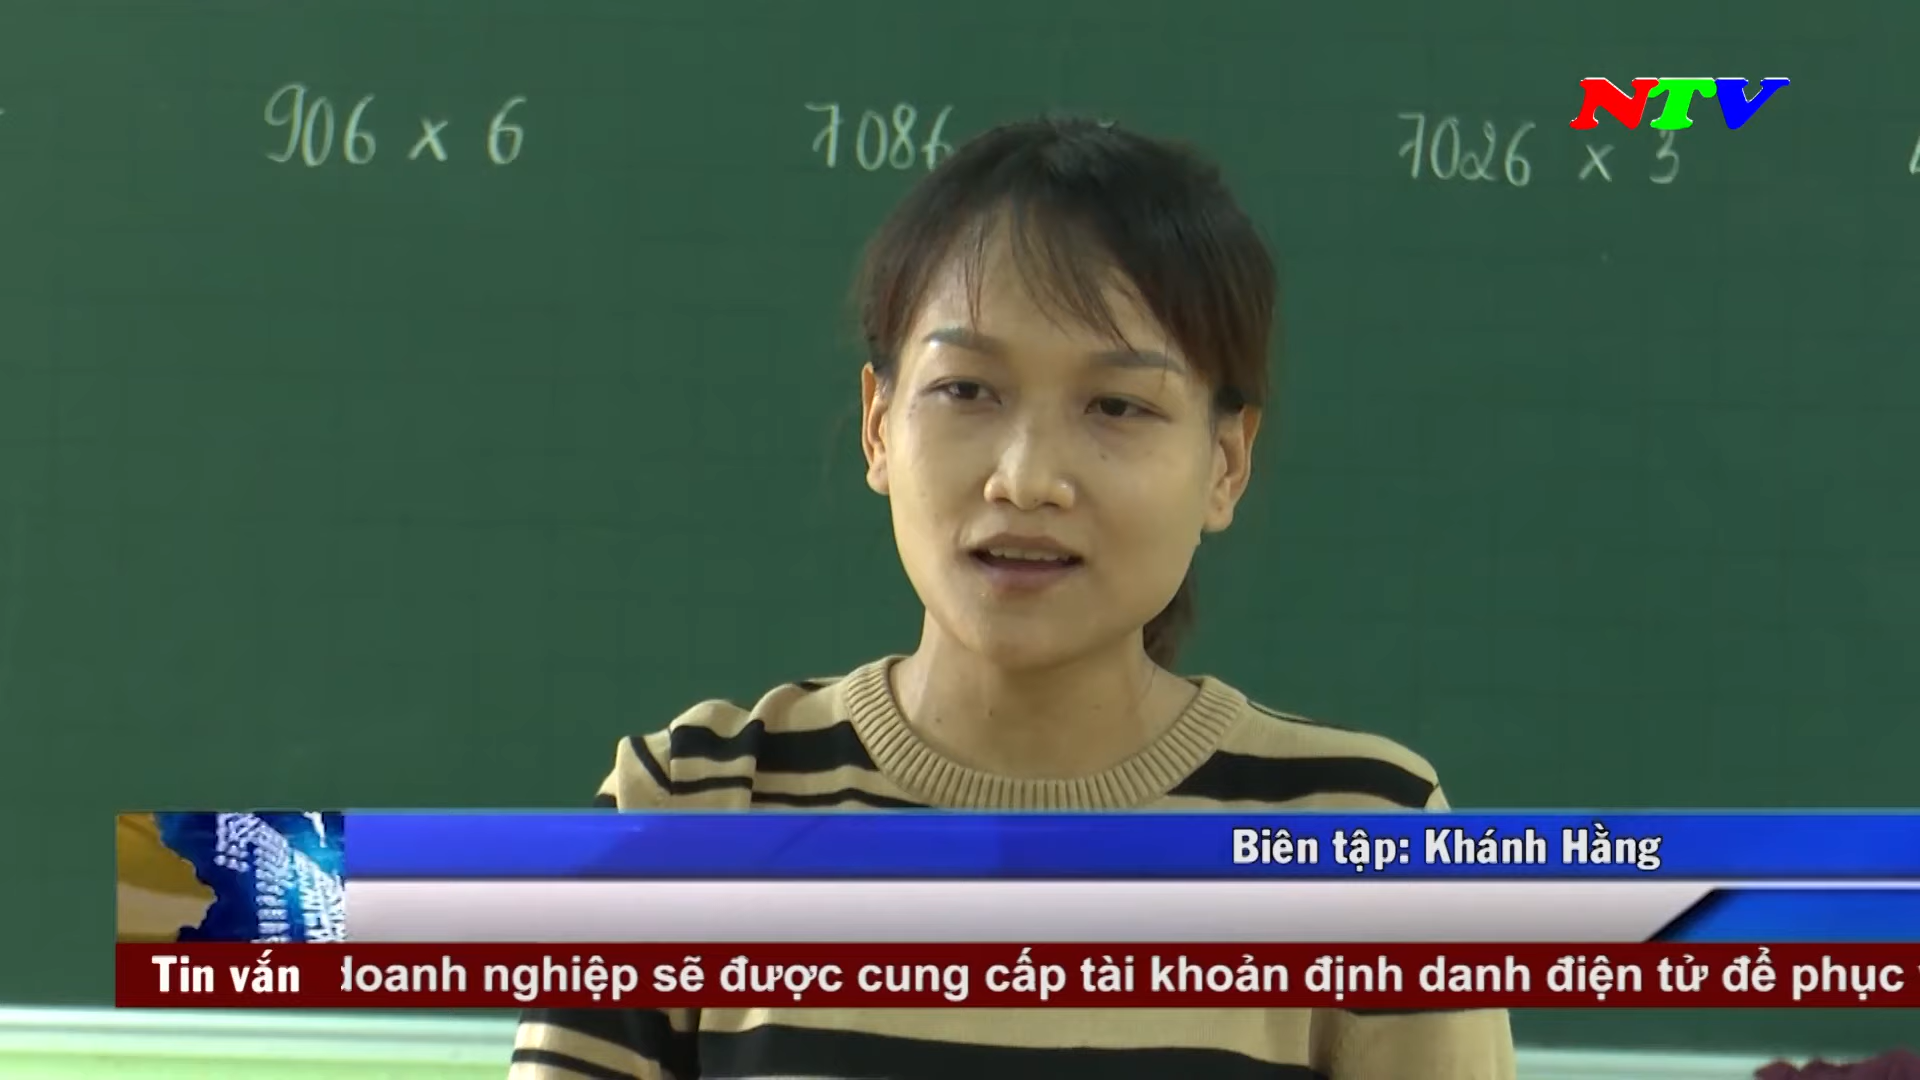 906 x 6
7086
7026 x 3
NTV
Biên tập: Khánh Hằng
Tin vắn
doanh nghiệp sẽ được cung cấp tài khoản định danh điện tử để phục